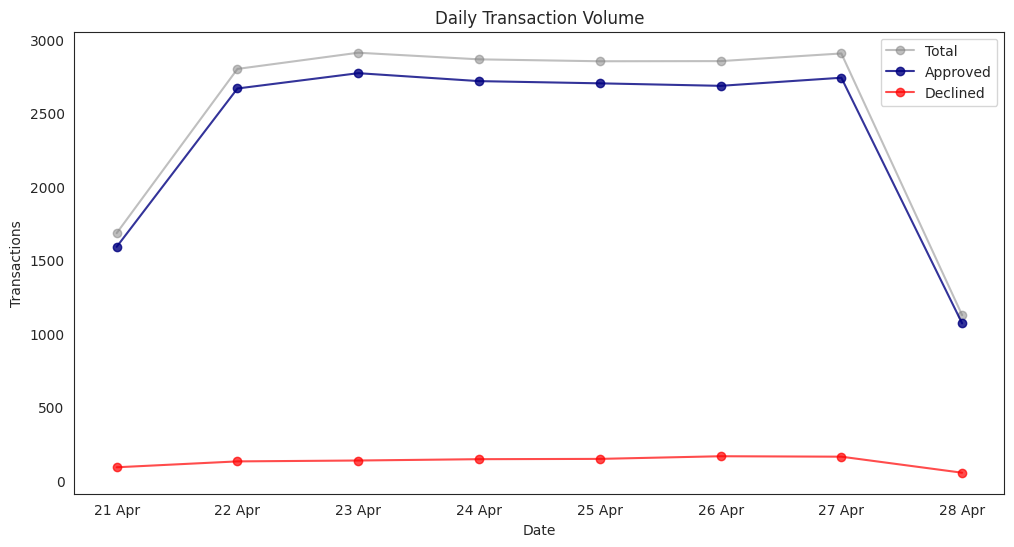 Daily Transaction Volume
3000
2500
2000
1500
1000
500
0
Transactions
Total
Approved
Declined
21 Apr 22 Apr 23 Apr 24 Apr 25 Apr 26 Apr 27 Apr 28 Apr
Date